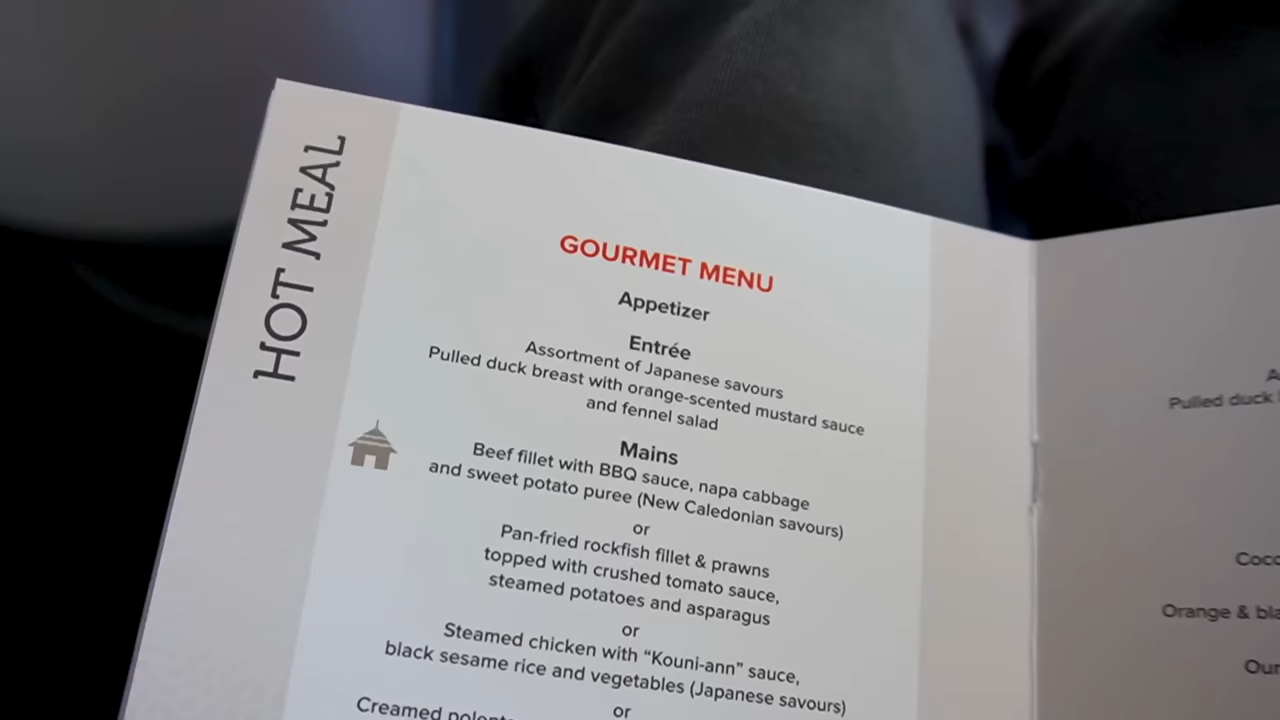 HOT MEAL
GOURMET MENU
Appetizer
Entrée
Assortment of Japanese savours
Pulled duck breast with orange-scented mustard sauce
and fennel salad
Mains
Beef fillet with BBQ sauce, napa cabbage
and sweet potato puree (New Caledonian savours)
or
Pan-fried rockfish fillet & prawns
topped with crushed tomato sauce,
steamed potatoes and asparagus
or
Steamed chicken with “Kouni-ann” sauce,
black sesame rice and vegetables (Japanese savours)
or
Creamed
Pulled duck
Orange &
Our